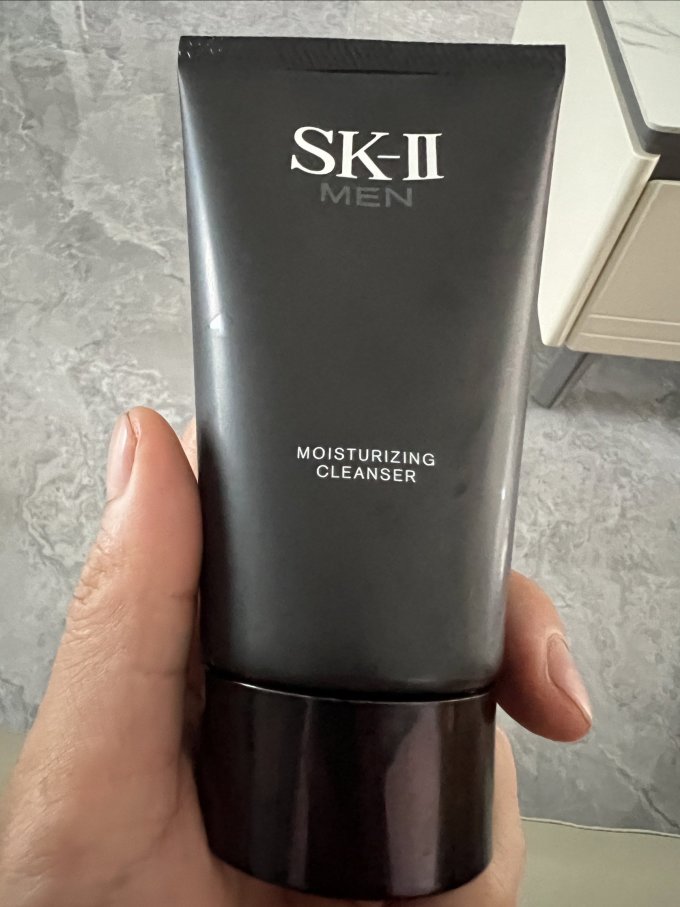 SK-II
MEN
MOISTURIZING
CLEANSER